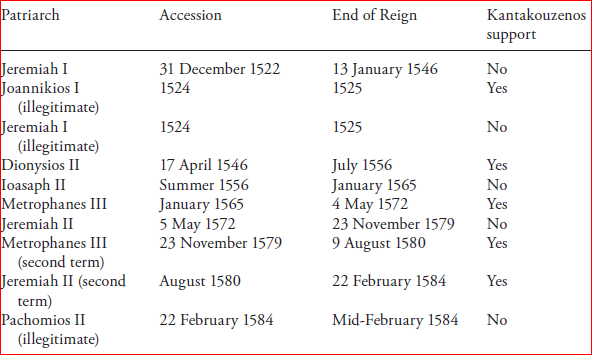 Patriarch Accession End of Reign Kantakouzenos
support
Jeremiah I 31 December 1522 13 January 1546 No
Joannikios I 1524 1525 Yes
(illegitimate)
Jeremiah I 1524 1525 No
(illegitimate)
Dionysios II 17 April 1546 July 1556 Yes
Ioasaph II Summer 1556 January 1565 No
Metrophanes III January 1565 4 May 1572 Yes
Jeremiah II 5 May 1572 23 November 1579 No
Metrophanes III 23 November 1579 9 August 1580 Yes
(second term)
Jeremiah II (second August 1580 22 February 1584 Yes
term)
Pachomios II 22 February 1584 Mid-February 1584 No
(illegitimate)